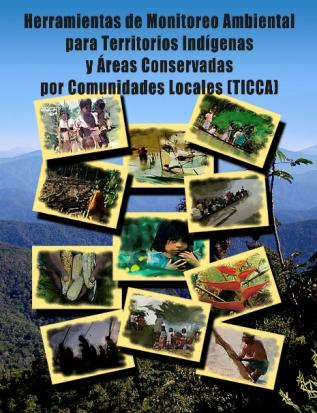 Herramientas de Monitoreo Ambiental
para Territorios Indígenas
y Áreas Conservadas
por Comunidades Locales (TICCA)